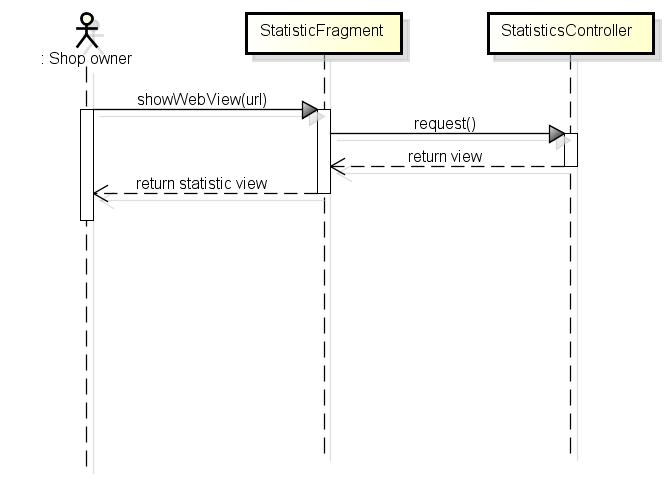 : Shop owner
StatisticFragment
StatisticsController
showWebView(url)
request()
return view
return statistic view